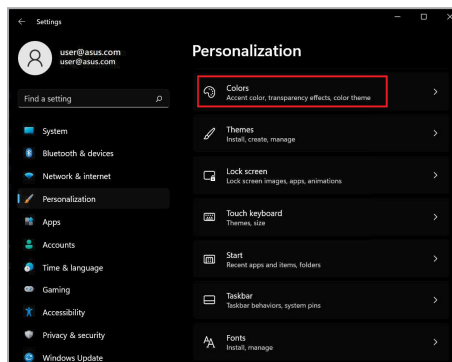 Settings
user@asus.com
user@asus.com
Find a setting
System
Bluetooth & devices
Network & internet
Personalization
Apps
Accounts
Time & language
Gaming
Accessibility
Privacy & security
Windows Update
Personalization
Colors
Accent color, transparency effects, color theme
Themes
Install, create, manage
Lock screen
Lock screen images, apps, animations
Touch keyboard
Themes, size
Start
Recent apps and items, folders
Taskbar
Taskbar behaviors, system pins
Fonts
Install, manage